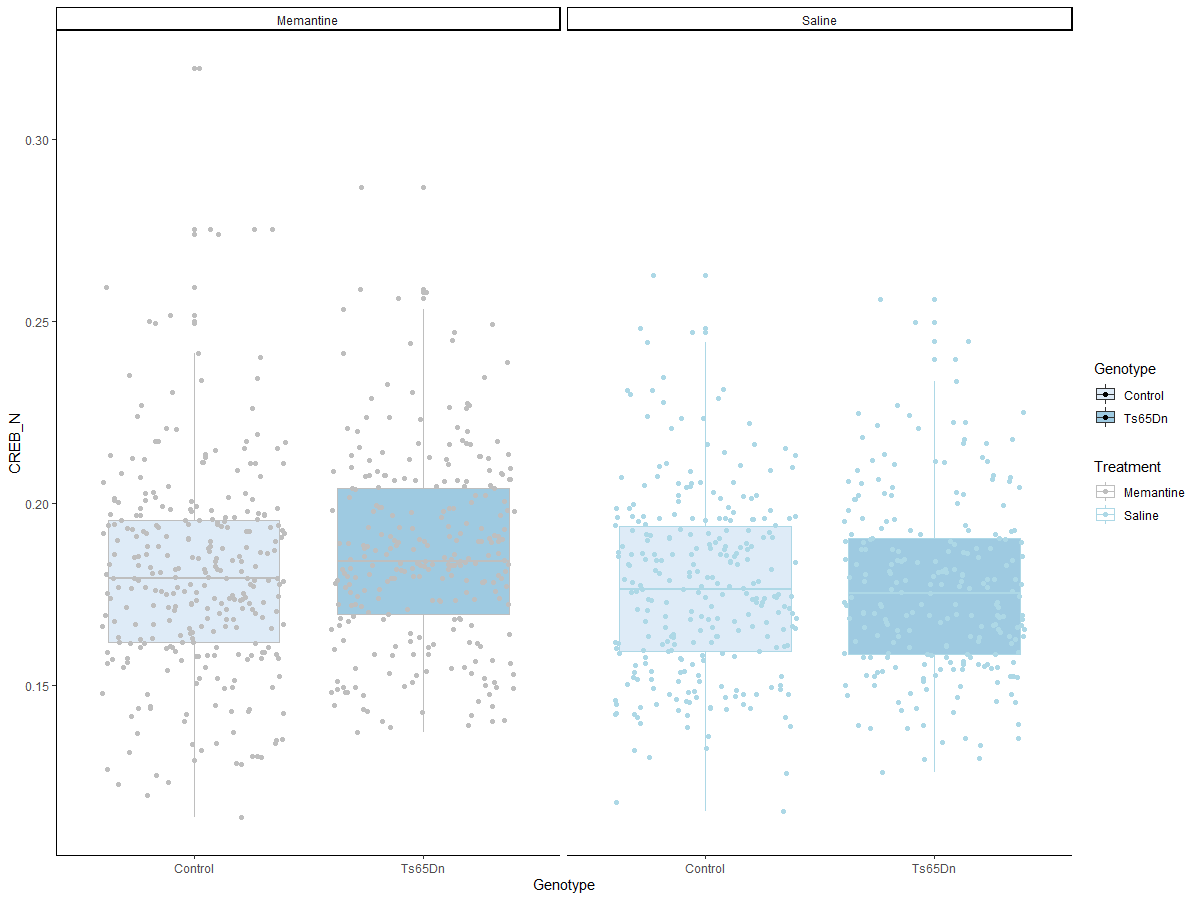 Memantine
Saline
CREB_N
0.30
0.25
0.20
0.15
Control
Ts65Dn
Control
Ts65Dn
Genotype
Genotype
Control
Ts65Dn
Treatment
Memantine
Saline